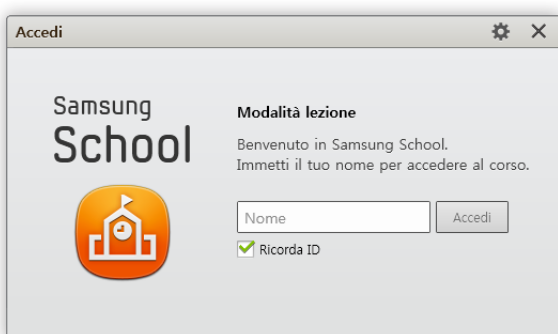 Accedi
Samsung
School
Modalità lezione
Benvenuto in Samsung School.
Immetti il tuo nome per accedere al corso.
Nome
Accedi
Ricorda ID